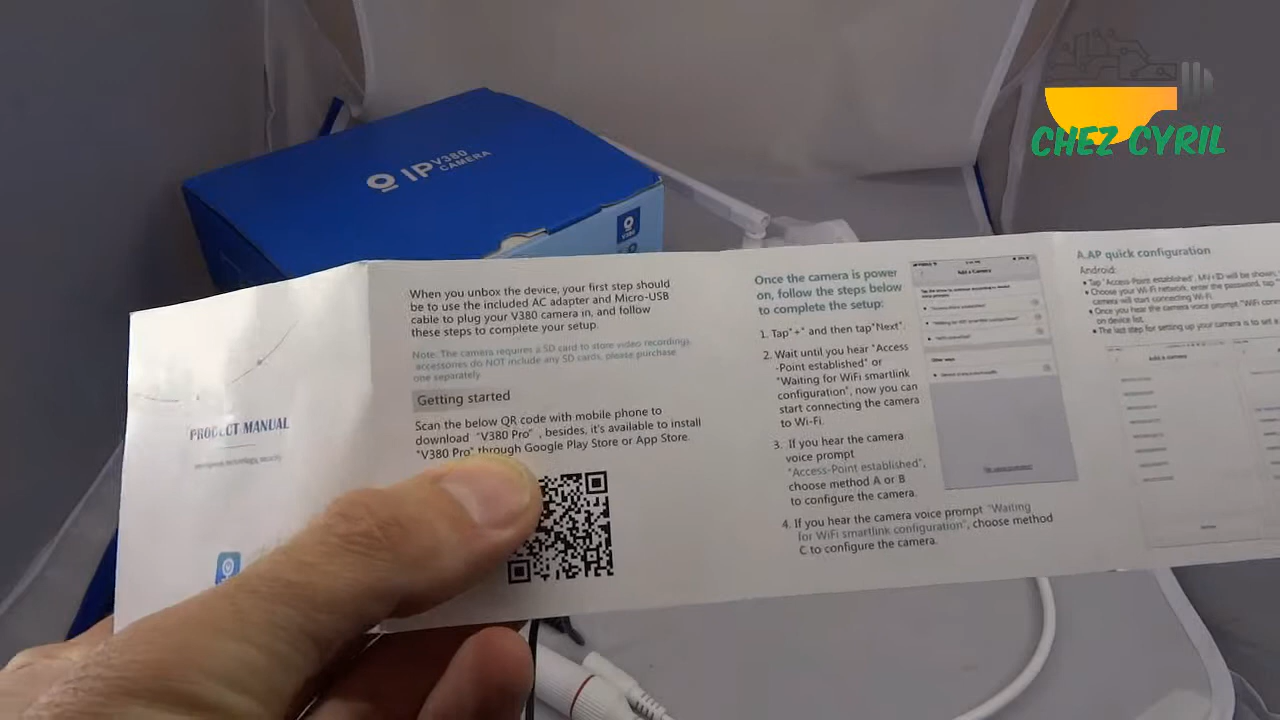 CHEZ CYRIL
IP V380
CAMERA
V380
PRODUCT MANUAL
When you unbox the device, your first step should
be to use the included AC adapter and Micro-USB
cable to plug your V380 camera in, and follow
these steps to complete your setup.
Note: The camera requires a SD card to store video recordings,
accessories do NOT include any SD cards, please purchase
one separately.
Getting started
Scan the below QR code with mobile phone to
download "V380 Pro" , besides, it's available to install
"V380 Pro" through Google Play Store or App Store.
Once the camera is power
on, follow the steps below
to complete the setup:
1. Tap"+" and then tap"Next".
2. Wait until you hear "Access
-Point established" or
"Waiting for WiFi smartlink
configuration", now you can
start connecting the camera
to Wi-Fi.
3. If you hear the camera
voice prompt
"Access-Point established",
choose method A or B
to configure the camera.
4. If you hear the camera voice prompt "Waiting
for WiFi smartlink configuration", choose method
C to configure the camera.
Add a Camera
Other ways
A.AP quick configuration
Android:
• Tap "Access-Point established", MV+ID will be shown,
• Choose your Wi-Fi network, enter the password, tap
camera will start connecting Wi-Fi.
• Once you hear the camera voice prompt "WiFi
on device list.
• The last step for setting up your camera is to set a
Add a camera